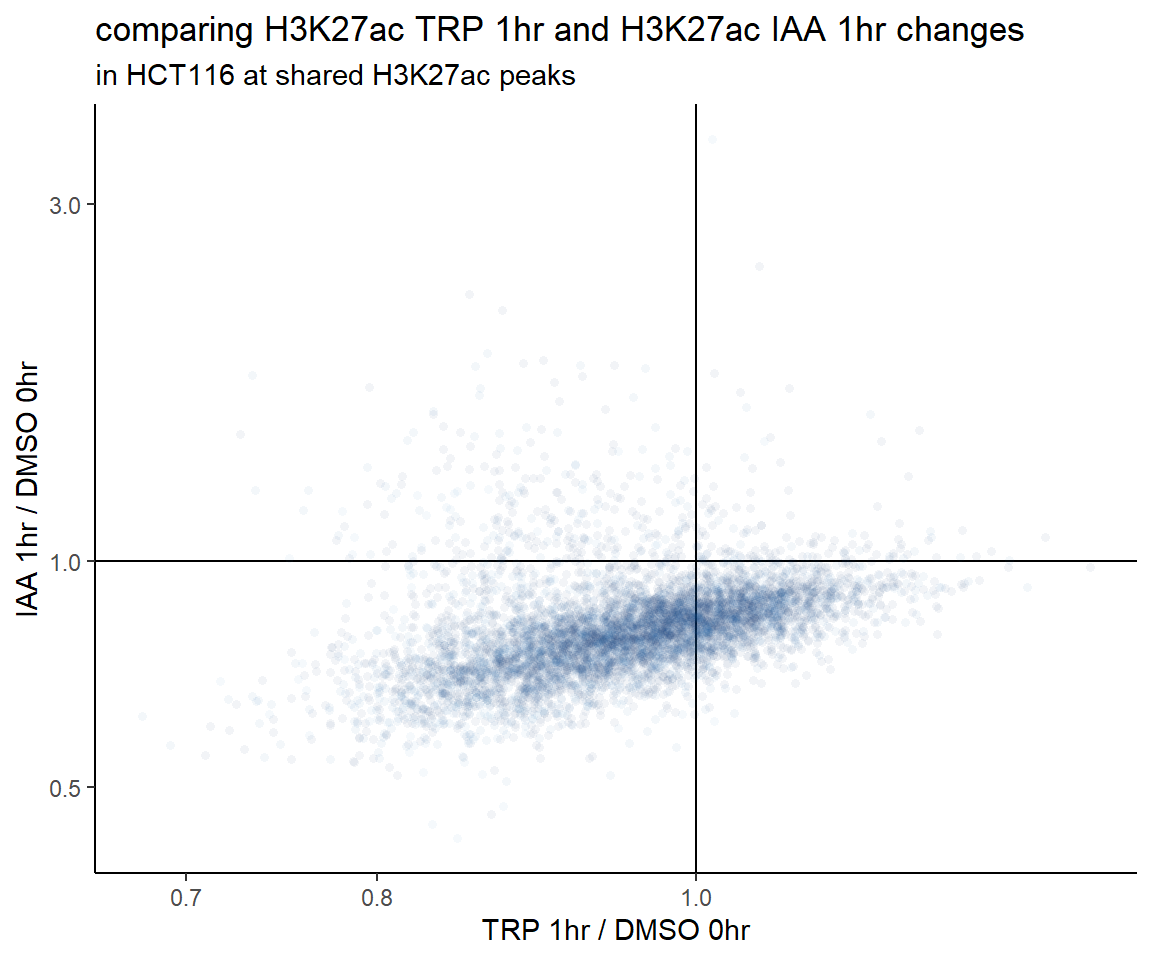 comparing H3K27ac TRP 1hr and H3K27ac IAA 1hr changes
in HCT116 at shared H3K27ac peaks
IAA 1hr / DMSO 0hr
3.0
1.0
0.5
0.7
0.8
1.0
TRP 1hr / DMSO 0hr